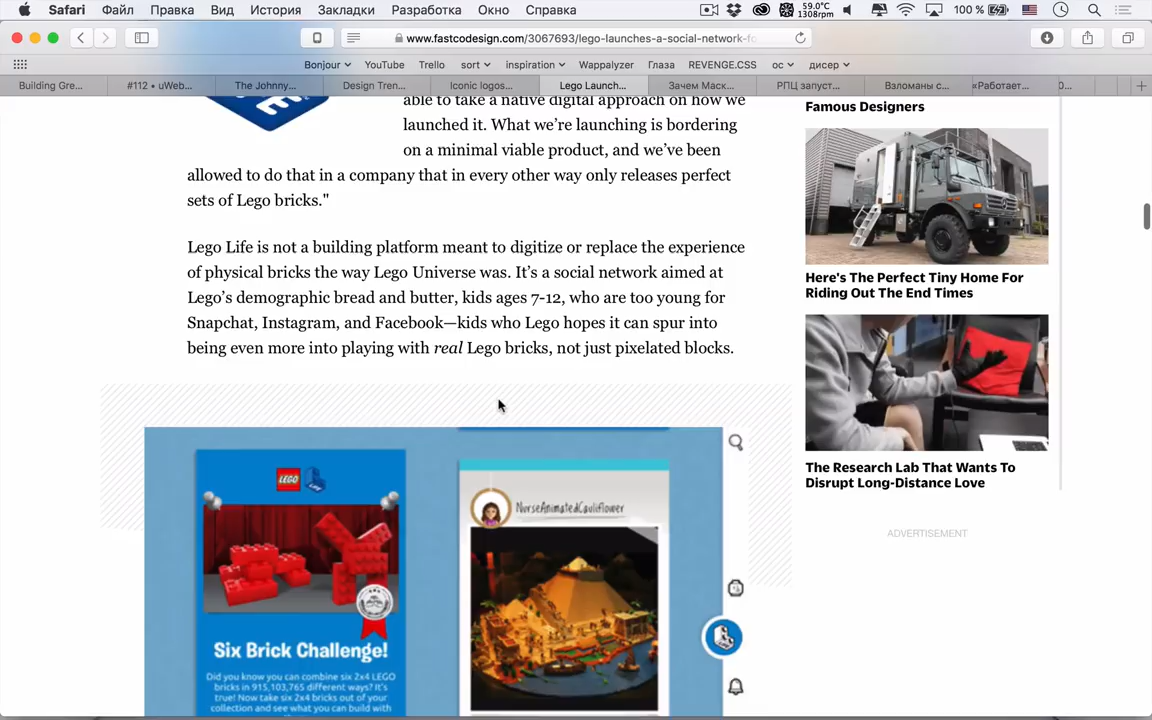 Safari Файл Правка Вид История Закладки Разработка Окно Справка 59.0°C 1308rpm 100 %
www.fastcodesign.com/3067693/lego-launches-a-social-network-fo
Bonjour YouTube Trello sort inspiration Wappalyzer Глаза REVENGE.CSS ос дисер
Building Gre... #112 • uWeb... The Johnny... Design Tren... Iconic logos... Lego Launch... Зачем Маск... РПЦ запуст... Взломаны с... «Работает...
able to take a native digital approach on how we
launched it. What we're launching is bordering
on a minimal viable product, and we've been
allowed to do that in a company that in every other way only releases perfect
sets of Lego bricks."
Lego Life is not a building platform meant to digitize or replace the experience
of physical bricks the way Lego Universe was. It's a social network aimed at
Lego's demographic bread and butter, kids ages 7-12, who are too young for
Snapchat, Instagram, and Facebook—kids who Lego hopes it can spur into
being even more into playing with real Lego bricks, not just pixelated blocks.
LEGO
Six Brick Challenge!
Did you know you can combine six 2x4 LEGO
bricks in 915,103,765 different ways? It's
true! Now take six 2x4 bricks out of your
collection and see what you can build with
NurseAnimatedCauliflower
Famous Designers
Here's The Perfect Tiny Home For
Riding Out The End Times
The Research Lab That Wants To
Disrupt Long-Distance Love
ADVERTISEMENT